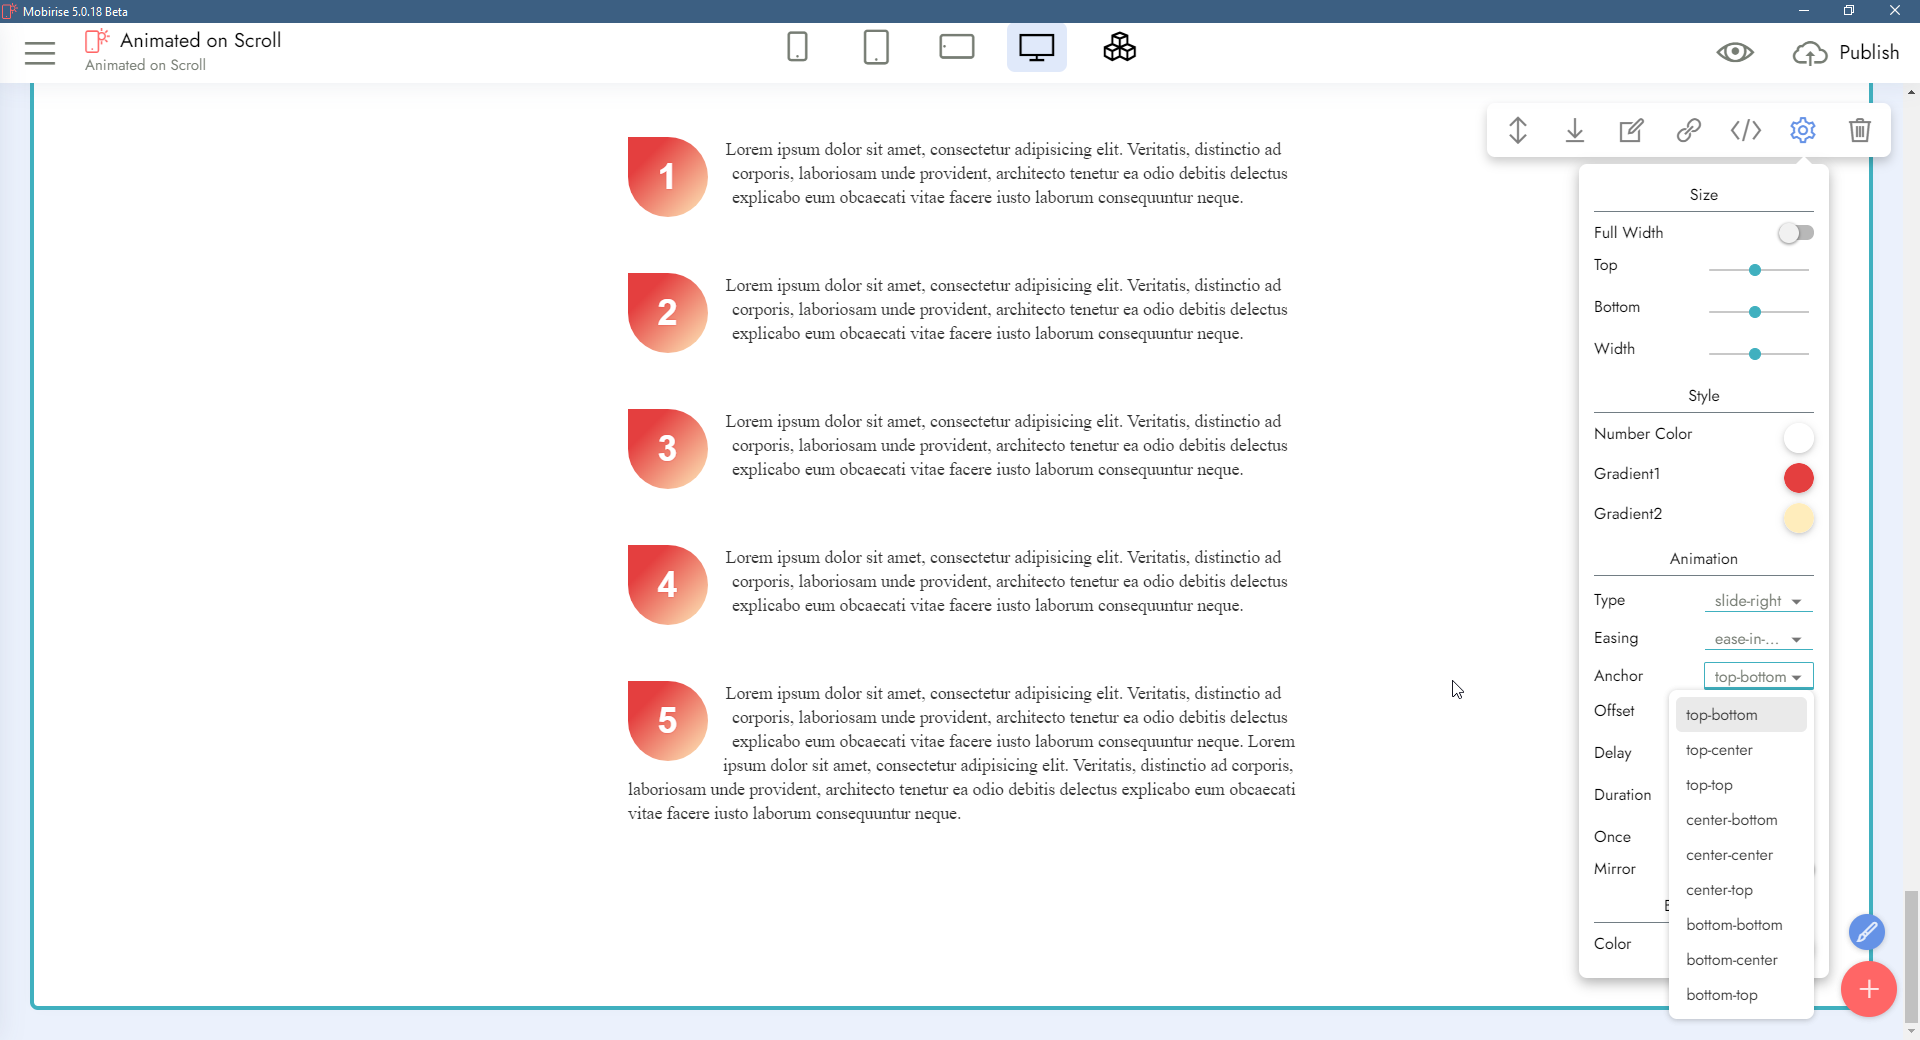 Mobirise 5.0.18 Beta
Animated on Scroll
Animated on Scroll
Publish
1
Lorem ipsum dolor sit amet, consectetur adipisicing elit. Veritatis, distinctio ad
corporis, laboriosam unde provident, architecto tenetur ea odio debitis delectus
explicabo eum obcaecati vitae facere iusto laborum consequuntur neque.
2
Lorem ipsum dolor sit amet, consectetur adipisicing elit. Veritatis, distinctio ad
corporis, laboriosam unde provident, architecto tenetur ea odio debitis delectus
explicabo eum obcaecati vitae facere iusto laborum consequuntur neque.
3
Lorem ipsum dolor sit amet, consectetur adipisicing elit. Veritatis, distinctio ad
corporis, laboriosam unde provident, architecto tenetur ea odio debitis delectus
explicabo eum obcaecati vitae facere iusto laborum consequuntur neque.
4
Lorem ipsum dolor sit amet, consectetur adipisicing elit. Veritatis, distinctio ad
corporis, laboriosam unde provident, architecto tenetur ea odio debitis delectus
explicabo eum obcaecati vitae facere iusto laborum consequuntur neque.
5
Lorem ipsum dolor sit amet, consectetur adipisicing elit. Veritatis, distinctio ad
corporis, laboriosam unde provident, architecto tenetur ea odio debitis delectus
explicabo eum obcaecati vitae facere iusto laborum consequuntur neque. Lorem
ipsum dolor sit amet, consectetur adipisicing elit. Veritatis, distinctio ad corporis,
laboriosam unde provident, architecto tenetur ea odio debitis delectus explicabo eum obcaecati
vitae facere iusto laborum consequuntur neque.
Size
Full Width
Top
Bottom
Width
Style
Number Color
Gradient1
Gradient2
Animation
Type slide-right
Easing ease-in-...
Anchor top-bottom
Offset
Delay
Duration
Once
Mirror
Color
top-bottom
top-center
top-top
center-bottom
center-center
center-top
bottom-bottom
bottom-center
bottom-top